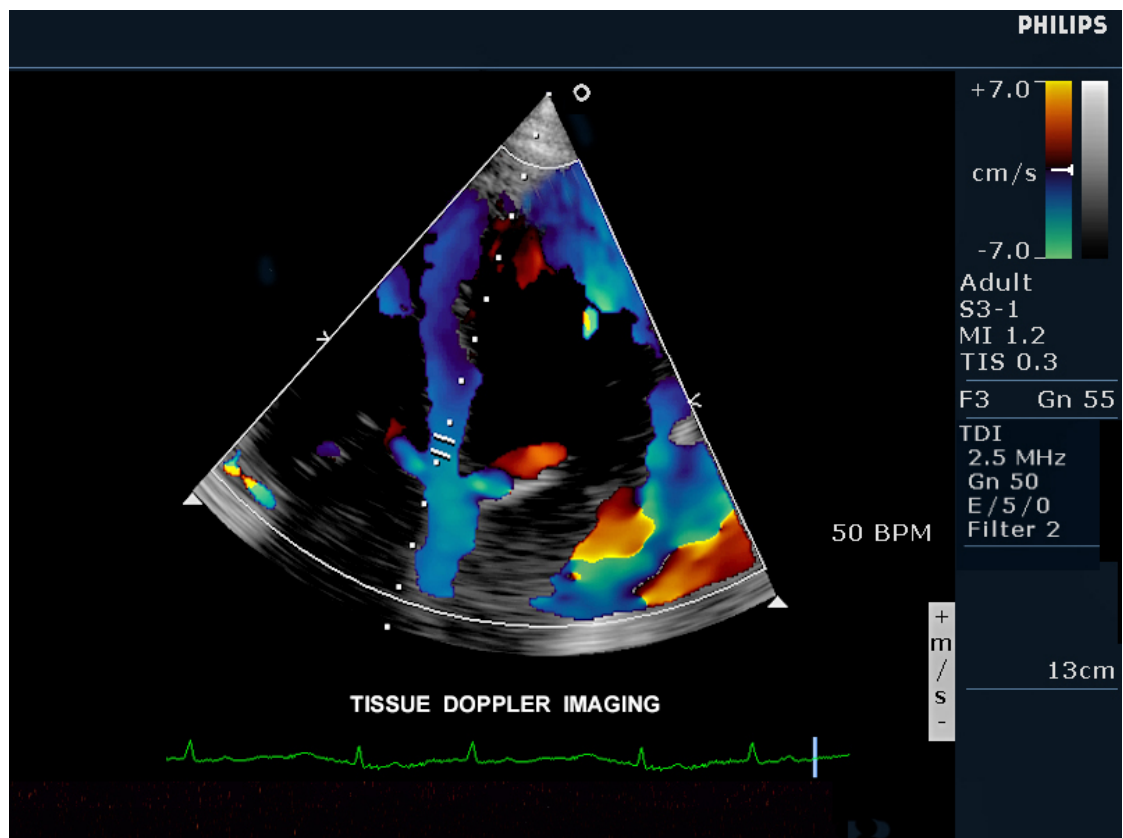 PHILIPS
+7.0
cm/s
-7.0
Adult
S3-1
MI 1.2
TIS 0.3
F3 Gn 55
TDI
2.5 MHz
Gn 50
E/5/0
Filter 2
50 BPM
+
m
/
s
-
13cm
TISSUE DOPPLER IMAGING